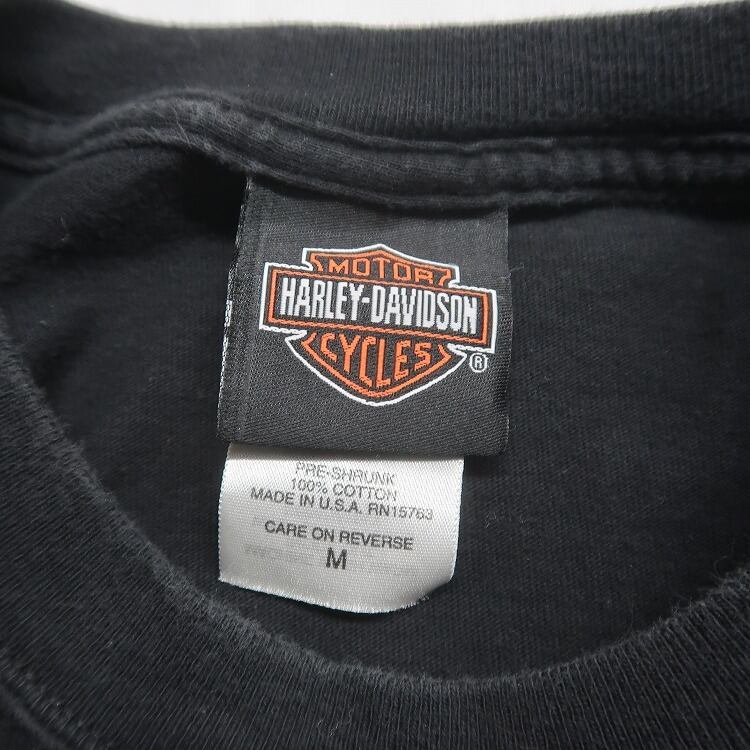 MOTOR
HARLEY-DAVIDSON
CYCLES
®
PRE-SHRUNK
100% COTTON
MADE IN U.S.A. RN15763
CARE ON REVERSE
M